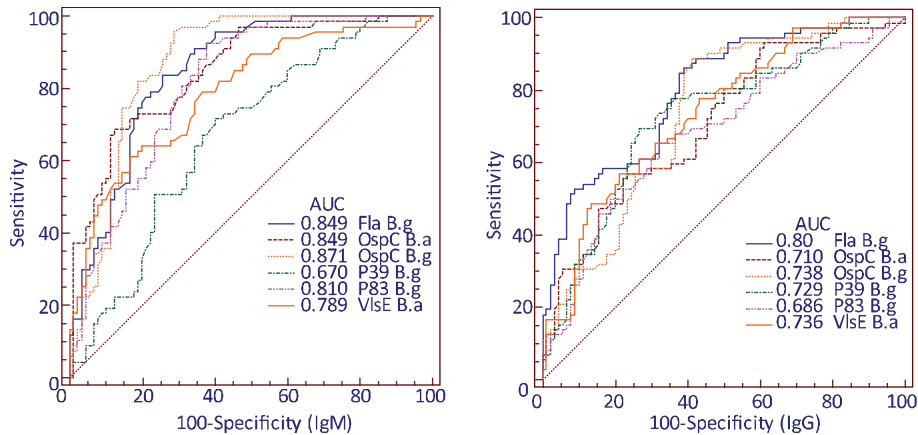 100
80
60
40
20
0
Sensitivity
AUC
0.849 Fla B.g
0.849 OspC B.a
0.871 OspC B.g
0.670 P39 B.g
0.810 P83 B.g
0.789 VlsE B.a
0 20 40 60 80 100
100-Specificity (IgM)
100
80
60
40
20
0
Sensitivity
AUC
0.80 Fla B.g
0.710 OspC B.a
0.738 OspC B.g
0.729 P39 B.g
0.686 P83 B.g
0.736 VlsE B.a
0 20 40 60 80 100
100-Specificity (IgG)